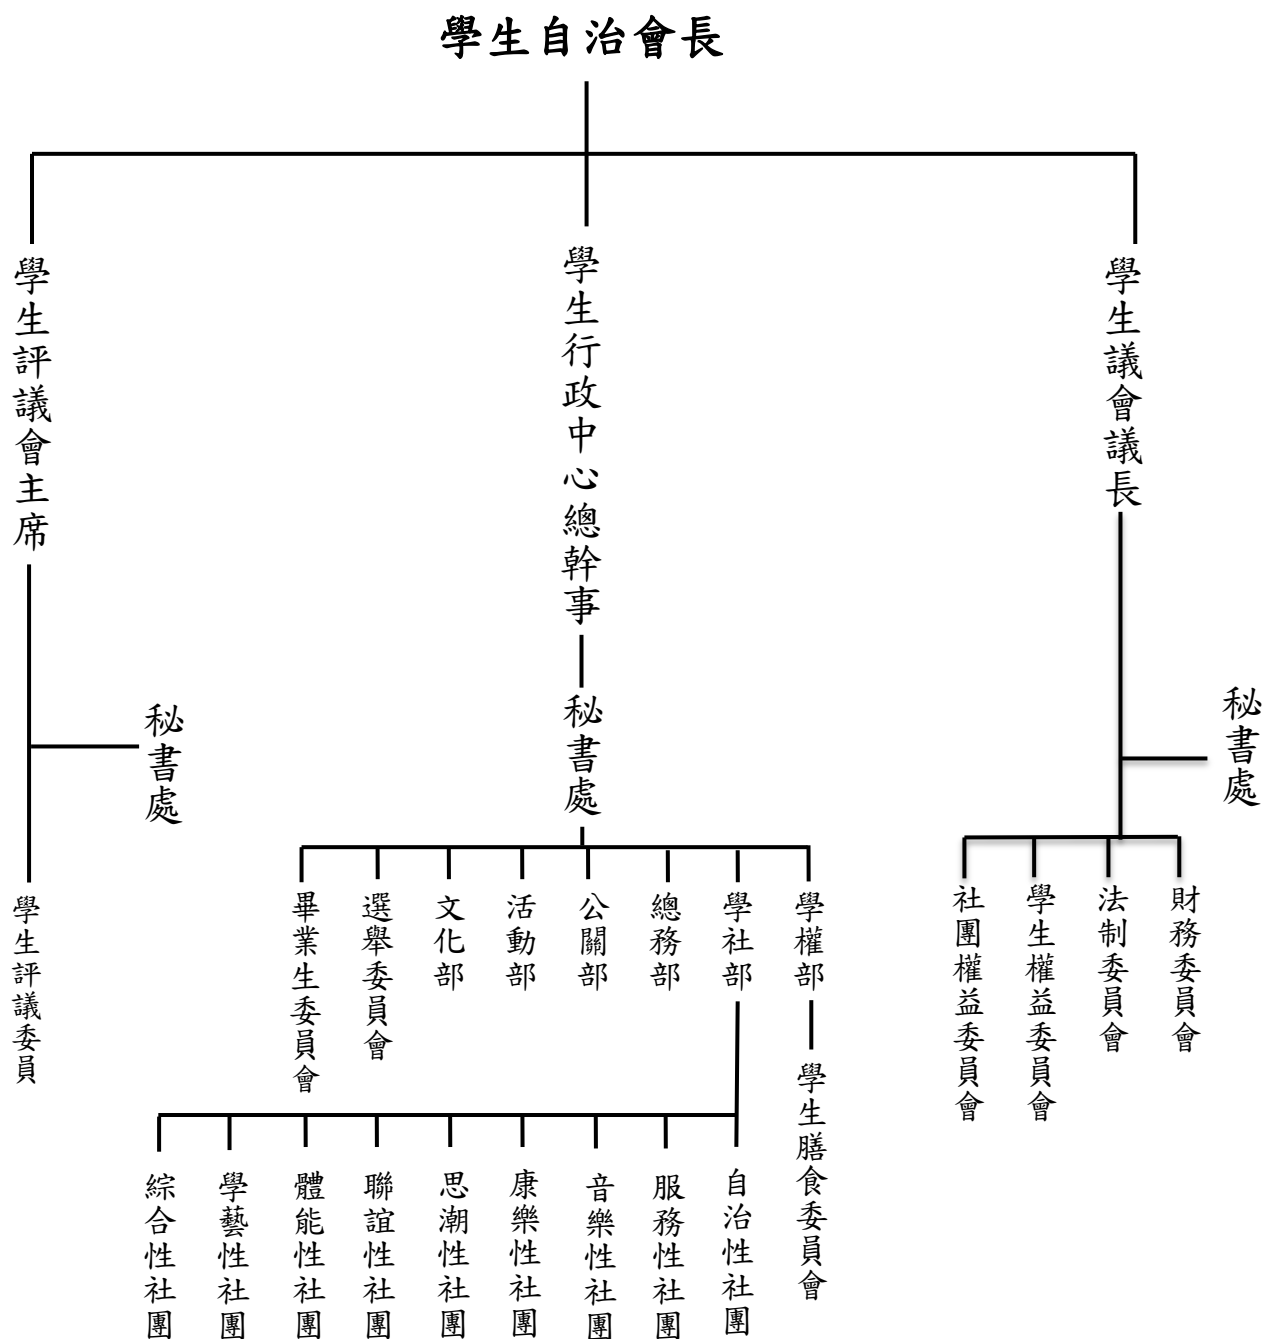 學生自治會長
學生評議會主席
學生行政中心總幹事
學生議會議長
秘書處
秘書處
秘書處
學生評議委員
畢業生委員會
選舉委員會
文化部
活動部
公關部
總務部
學社部
學權部
社團權益委員會
學生權益委員會
法制委員會
財務委員會
學生膳食委員會
綜合性社團
學藝性社團
體能性社團
聯誼性社團
思潮性社團
康樂性社團
音樂性社團
服務性社團
自治性社團